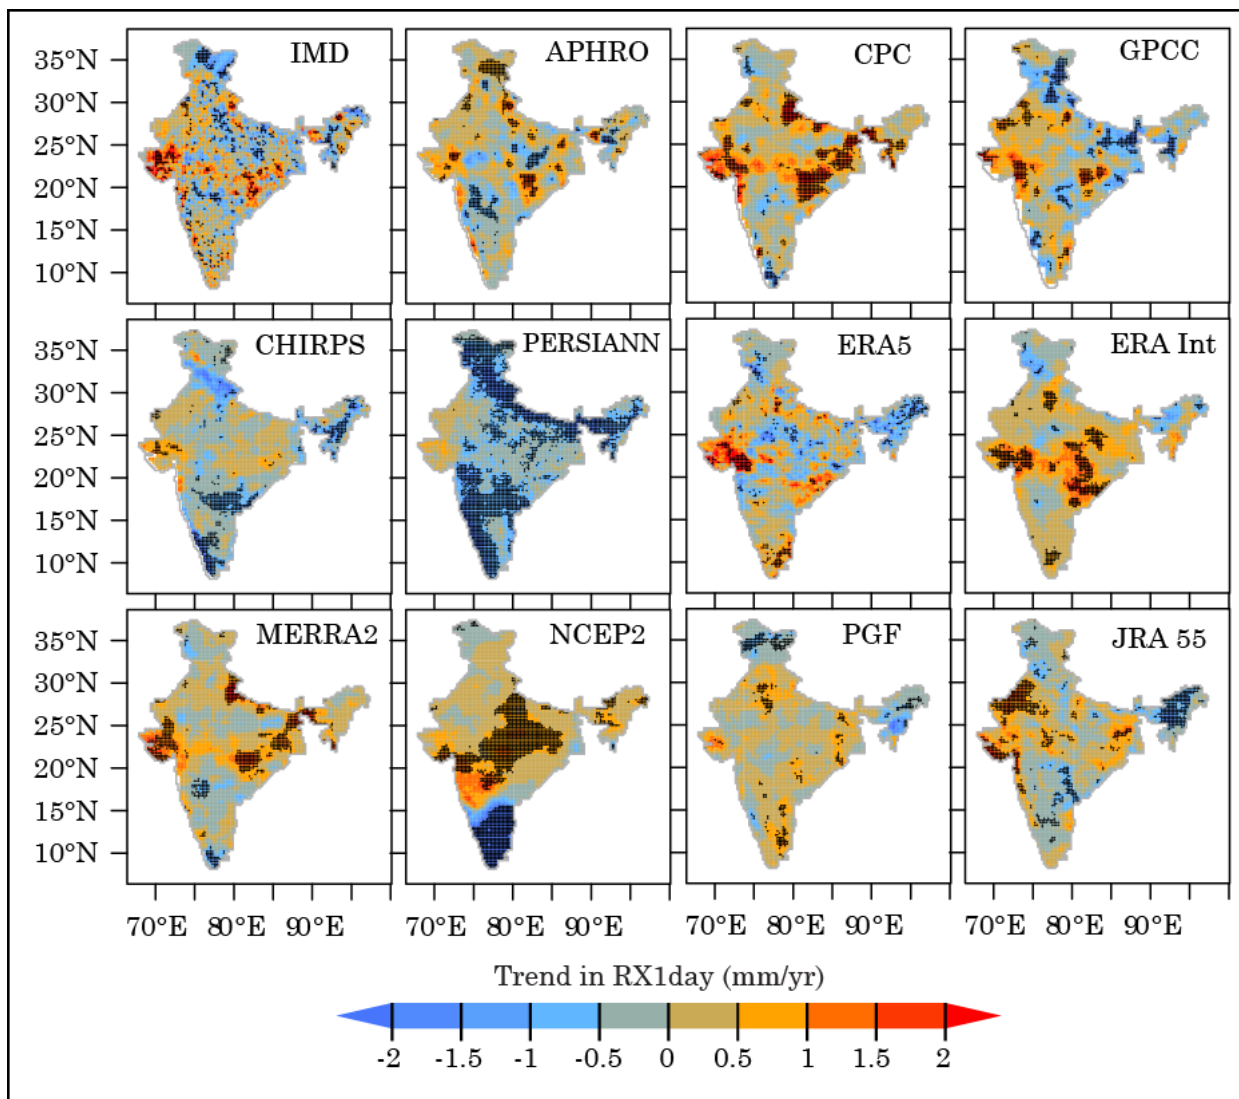 IMD APHRO CPC GPCC
35°N
30°N
25°N
20°N
15°N
10°N
CHIRPS PERSIANN ERA5 ERA Int
35°N
30°N
25°N
20°N
15°N
10°N
MERRA2 NCEP2 PGF JRA 55
35°N
30°N
25°N
20°N
15°N
10°N
70°E 80°E 90°E 70°E 80°E 90°E 70°E 80°E 90°E 70°E 80°E 90°E
Trend in RX1day (mm/yr)
-2 -1.5 -1 -0.5 0 0.5 1 1.5 2